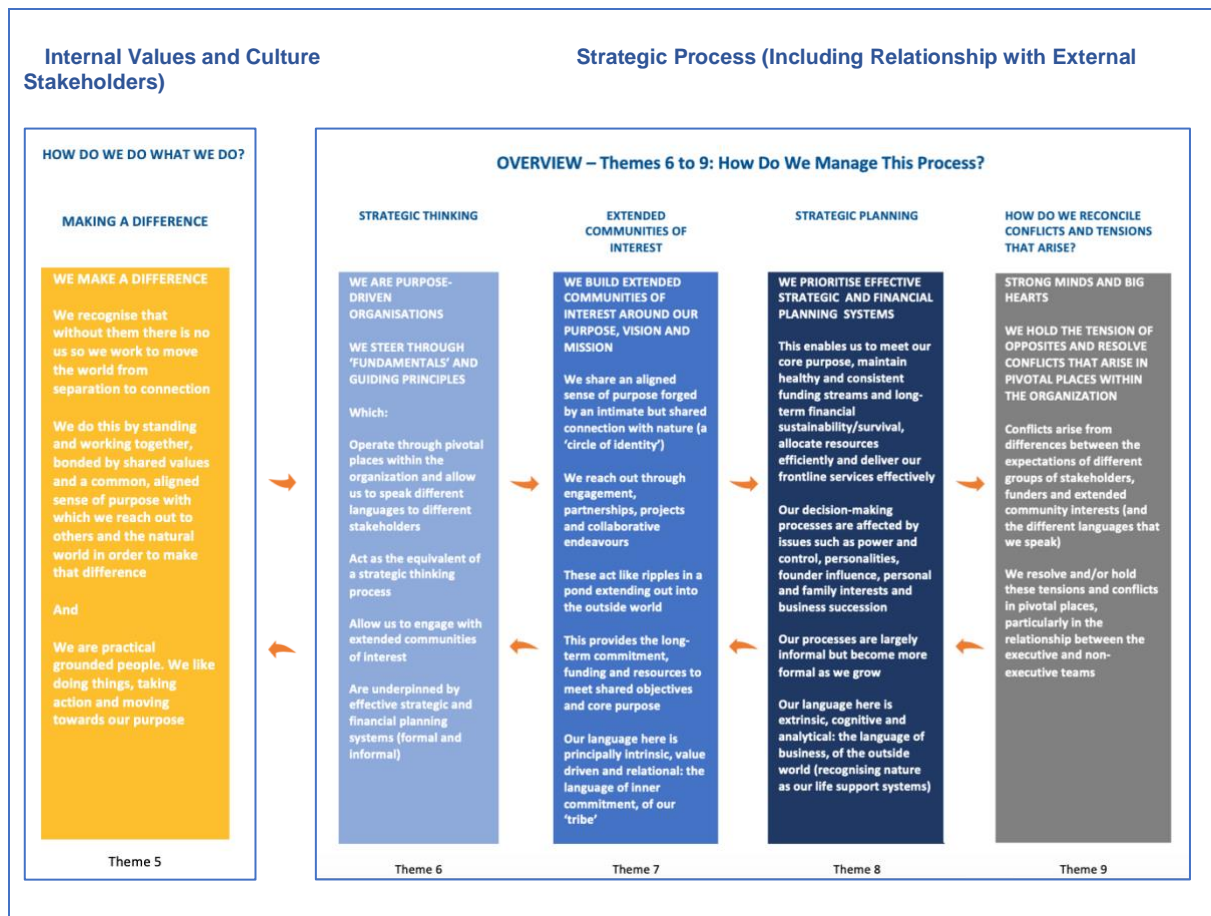 Internal Values and Culture Strategic Process (Including Relationship with External
Stakeholders)
HOW DO WE DO WHAT WE DO?
MAKING A DIFFERENCE
WE MAKE A DIFFERENCE
We recognise that
without them there is no
us so we work to move
the world from
separation to connection
We do this by standing
and working together,
bonded by shared values
and a common, aligned
sense of purpose with
which we reach out to
others and the natural
world in order to make
that difference
And
We are practical
grounded people. We like
doing things, taking
action and moving
towards our purpose
Theme 5
OVERVIEW – Themes 6 to 9: How Do We Manage This Process?
STRATEGIC THINKING
WE ARE PURPOSE-
DRIVEN
ORGANISATIONS
WE STEER THROUGH
‘FUNDAMENTALS’ AND
GUIDING PRINCIPLES
Which:
Operate through pivotal
places within the
organization and allow
us to speak different
languages to different
stakeholders
Act as the equivalent of
a strategic thinking
process
Allow us to engage with
extended communities
of interest
Are underpinned by
effective strategic and
financial planning
systems (formal and
informal)
Theme 6
EXTENDED
COMMUNITIES OF
INTEREST
WE BUILD EXTENDED
COMMUNITIES OF
INTEREST AROUND OUR
PURPOSE, VISION AND
MISSION
We share an aligned
sense of purpose forged
by an intimate but shared
connection with nature (a
‘circle of identity’)
We reach out through
engagement,
partnerships, projects
and collaborative
endeavours
These act like ripples in a
pond extending out into
the outside world
This provides the long-
term commitment,
funding and resources to
meet shared objectives
and core purpose
Our language here is
principally intrinsic, value
driven and relational: the
language of inner
commitment, of our
‘tribe’
Theme 7
STRATEGIC PLANNING
WE PRIORITISE EFFECTIVE
STRATEGIC AND FINANCIAL
PLANNING SYSTEMS
This enables us to meet our
core purpose, maintain
healthy and consistent
funding streams and long-
term financial
sustainability/survival,
allocate resources
efficiently and deliver our
frontline services effectively
Our decision-making
processes are affected by
issues such as power and
control, personalities,
founder influence, personal
and family interests and
business succession
Our processes are largely
informal but become more
formal as we grow
Our language here is
extrinsic, cognitive and
analytical: the language of
business, of the outside
world (recognising nature
as our life support systems)
Theme 8
HOW DO WE RECONCILE
CONFLICTS AND TENSIONS
THAT ARISE?
STRONG MINDS AND BIG
HEARTS
WE HOLD THE TENSION OF
OPPOSITES AND RESOLVE
CONFLICTS THAT ARISE IN
PIVOTAL PLACES WITHIN
THE ORGANIZATION
Conflicts arise from
differences between the
expectations of different
groups of stakeholders,
funders and extended
community interests (and
the different languages that
we speak)
We resolve and/or hold
these tensions and conflicts
in pivotal places,
particularly in the
relationship between the
executive and non-
executive teams
Theme 9